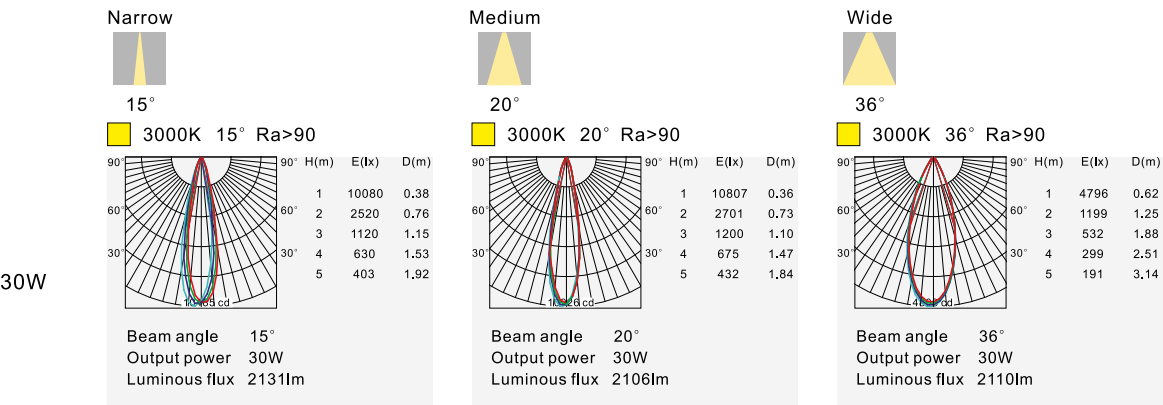 Narrow
15°
3000K 15° Ra>90
90° 90° H(m) E(lx) D(m)
1 10080 0.38
60° 60° 2 2520 0.76
3 1120 1.15
30° 30° 4 630 1.53
5 403 1.92
cd
Beam angle 15°
Output power 30W
Luminous flux 2131lm
Medium
20°
3000K 20° Ra>90
90° 90° H(m) E(lx) D(m)
1 10807 0.36
60° 60° 2 2701 0.73
3 1200 1.10
30° 30° 4 675 1.47
5 432 1.84
cd
Beam angle 20°
Output power 30W
Luminous flux 2106lm
Wide
36°
3000K 36° Ra>90
90° 90° H(m) E(lx) D(m)
1 4796 0.62
60° 60° 2 1199 1.25
3 532 1.88
30° 30° 4 299 2.51
5 191 3.14
cd
Beam angle 36°
Output power 30W
Luminous flux 2110lm
30W